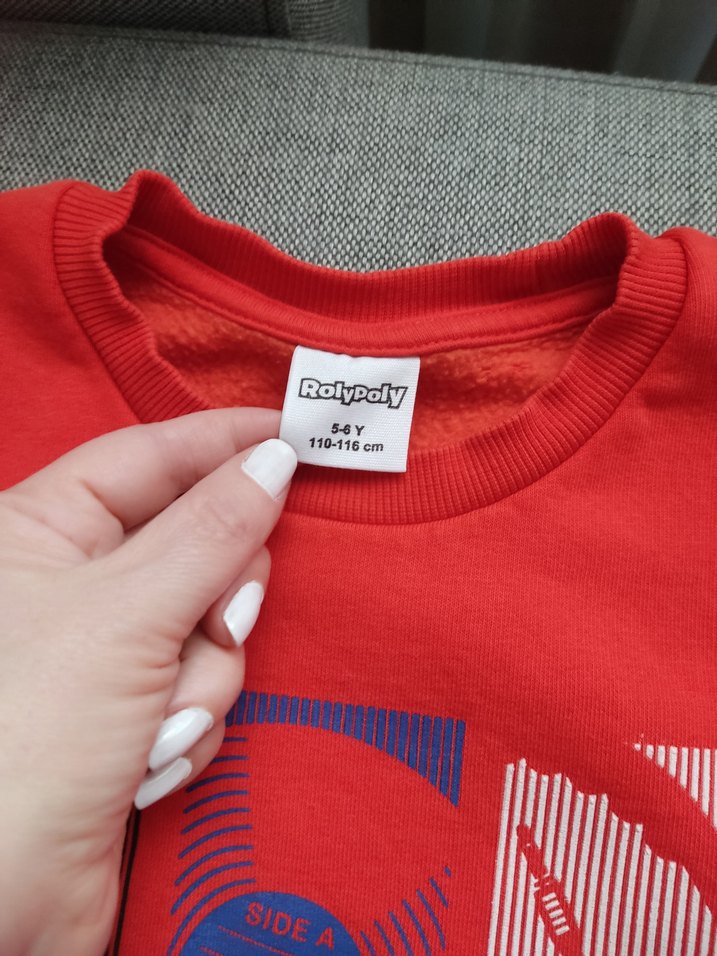 RolyPoly
5-6 Y
110-116 cm
SIDE A